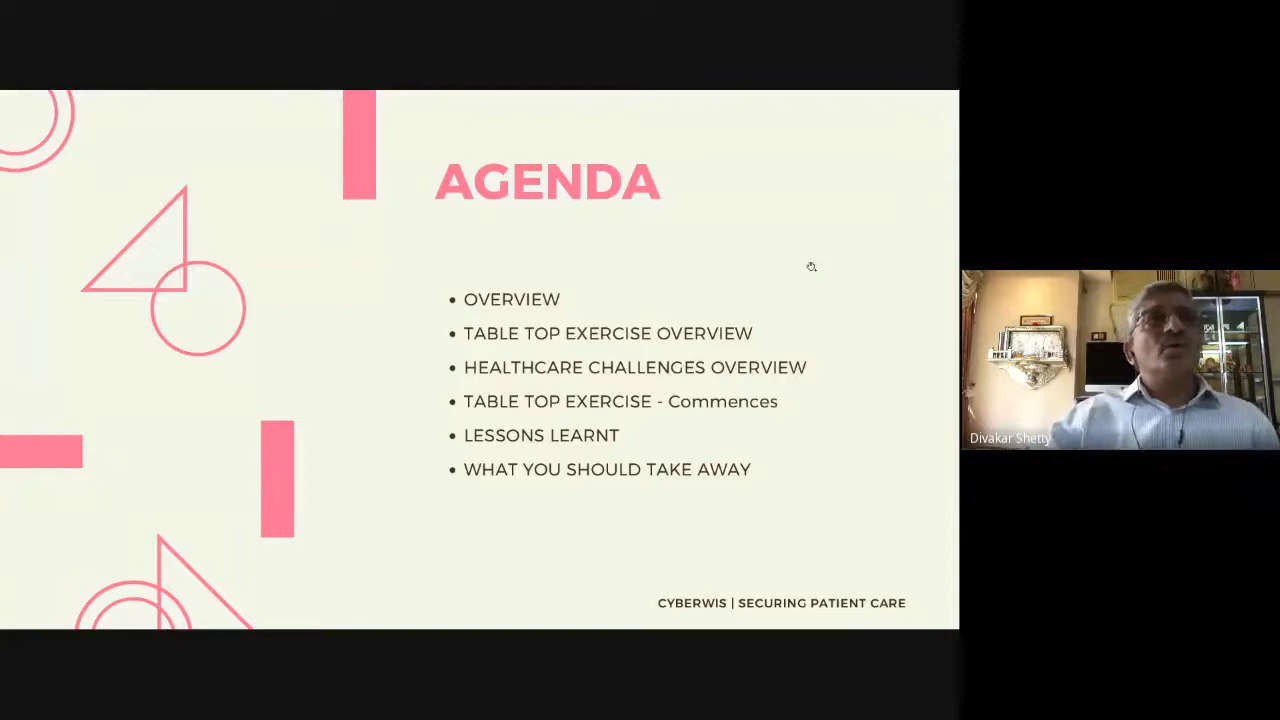 AGENDA
• OVERVIEW
• TABLE TOP EXERCISE OVERVIEW
• HEALTHCARE CHALLENGES OVERVIEW
• TABLE TOP EXERCISE - Commences
• LESSONS LEARNT
• WHAT YOU SHOULD TAKE AWAY
CYBERWIS | SECURING PATIENT CARE
Divakar Shetty